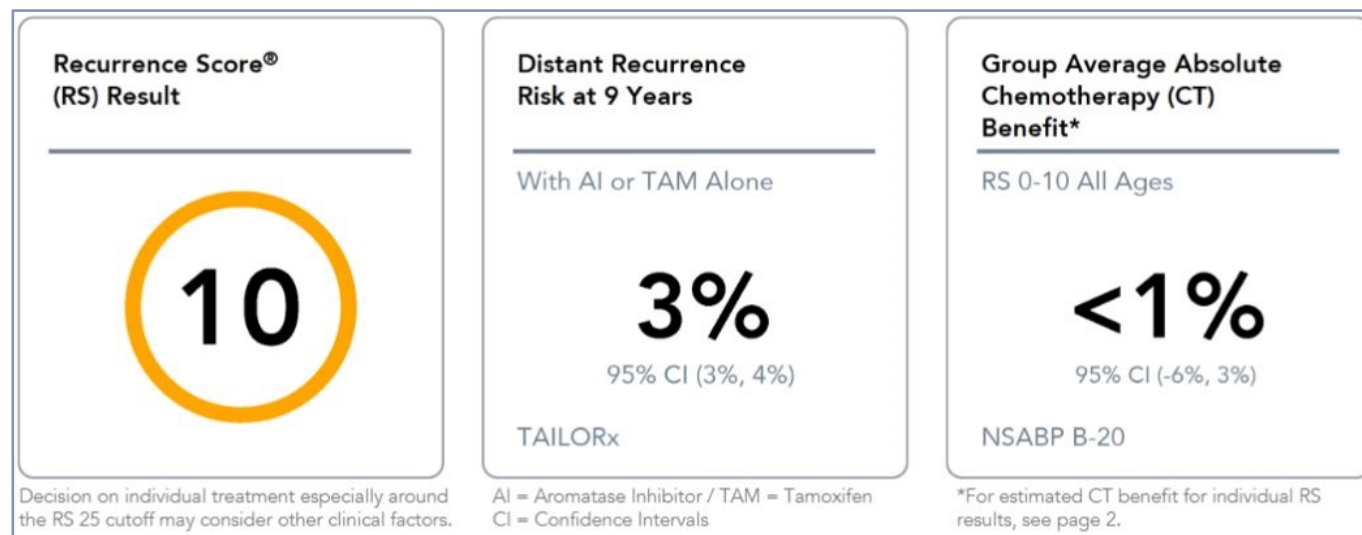 Recurrence Score®
(RS) Result
10
Decision on individual treatment especially around
the RS 25 cutoff may consider other clinical factors.
Distant Recurrence
Risk at 9 Years
With AI or TAM Alone
3%
95% CI (3%, 4%)
TAILORx
AI = Aromatase Inhibitor / TAM = Tamoxifen
CI = Confidence Intervals
Group Average Absolute
Chemotherapy (CT)
Benefit*
RS 0-10 All Ages
<1%
95% CI (-6%, 3%)
NSABP B-20
*For estimated CT benefit for individual RS
results, see page 2.